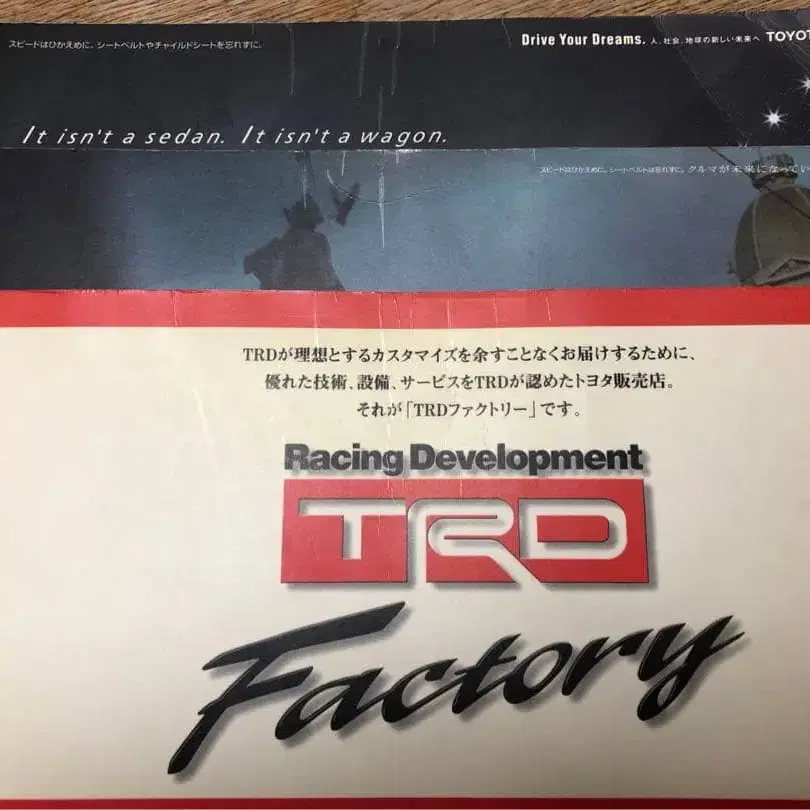 スピードはひかえめに、シートベルトやチャイルドシートを忘れずに。
Drive Your Dreams. 人、社会、地球の新しい未来へ TOYOT
It isn't a sedan. It isn't a wagon.
スピードはひかえめに。シートベルトは忘れずに。クルマが未来になってい
TRDが理想とするカスタマイズを余すことなくお届けするために、
優れた技術、設備、サービスをTRDが認めたトヨタ販売店。
それが「TRDファクトリー」です。
Racing Development
TRD
Factory